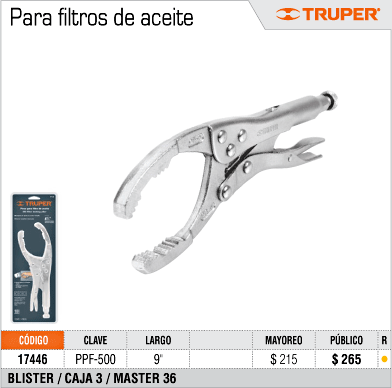 Para filtros de aceite
TRUPER®
TRUPER
CÓDIGO CLAVE LARGO MAYOREO PÚBLICO R
17446 PPF-500 9" $ 215 $ 265
BLISTER / CAJA 3 / MASTER 36